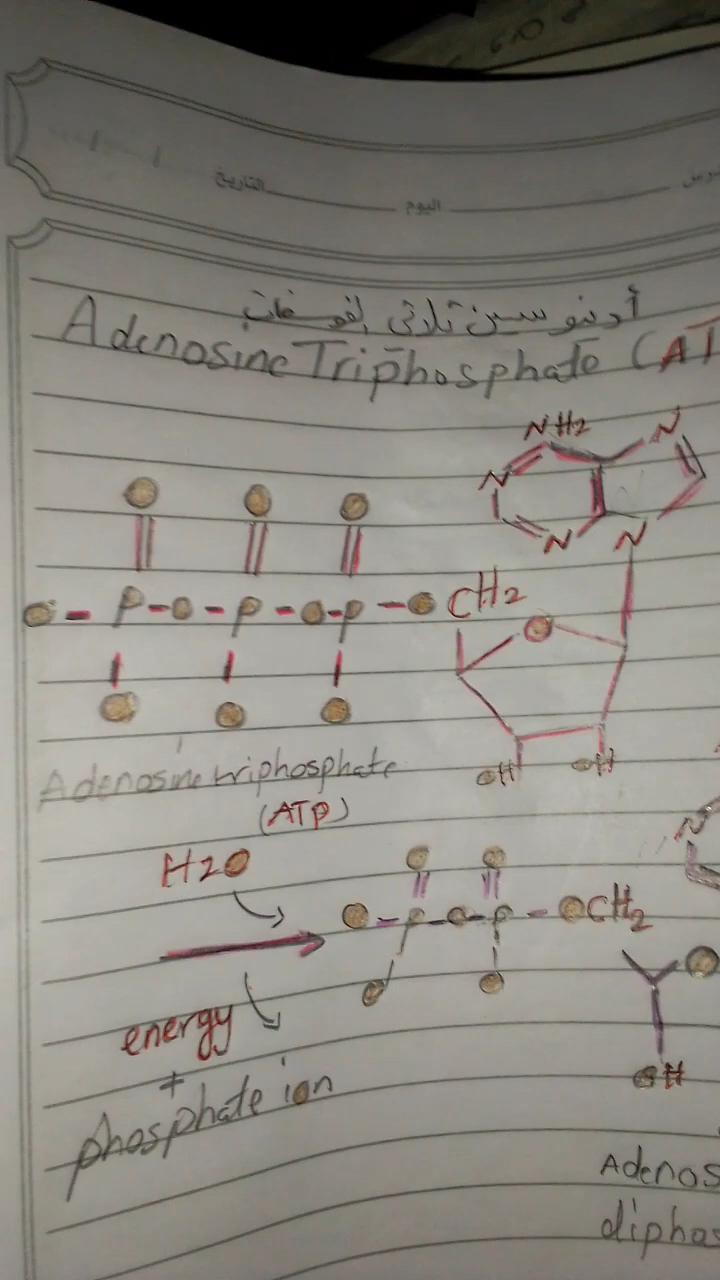 التاريخ
اليوم
أدينوسين ثلاثي الفوسفات
Adenosine Triphosphate (AT
NH2
N
N
N
N
P-O-P-O-P-O CH2
O
OH OH
Adenosine triphosphate
(ATP)
H2O
N
O-P-O-P-OCH2
O
energy
+
phosphate ion
OH
Adenos
diphos